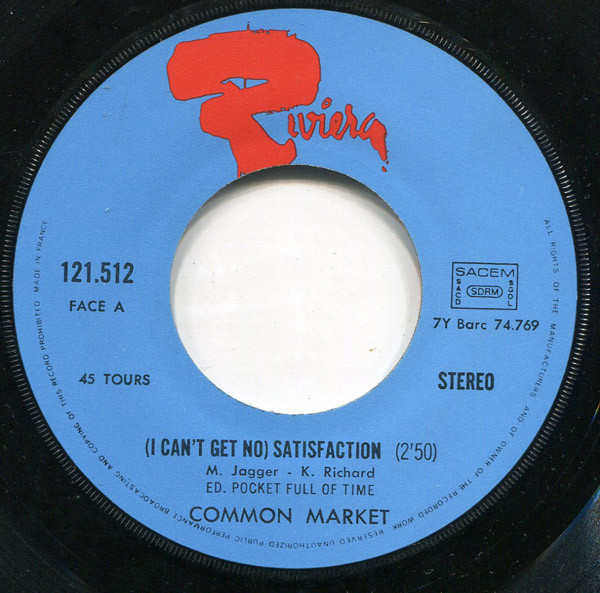 Riviera
121.512
FACE A
45 TOURS
SACEM
SACD
SDRM
SGDL
7Y Barc 74.769
STEREO
(I CAN'T GET NO) SATISFACTION (2'50)
M. Jagger - K. Richard
ED. POCKET FULL OF TIME
COMMON MARKET
ALL RIGHTS OF THE MANUFACTURERS AND OF OWNER OF THE RECORDED WORK RESERVED UNAUTHORIZED PUBLIC PERFORMANCE BROADCASTING AND COPYING OF THIS RECORD PROHIBITED MADE IN FRANCE